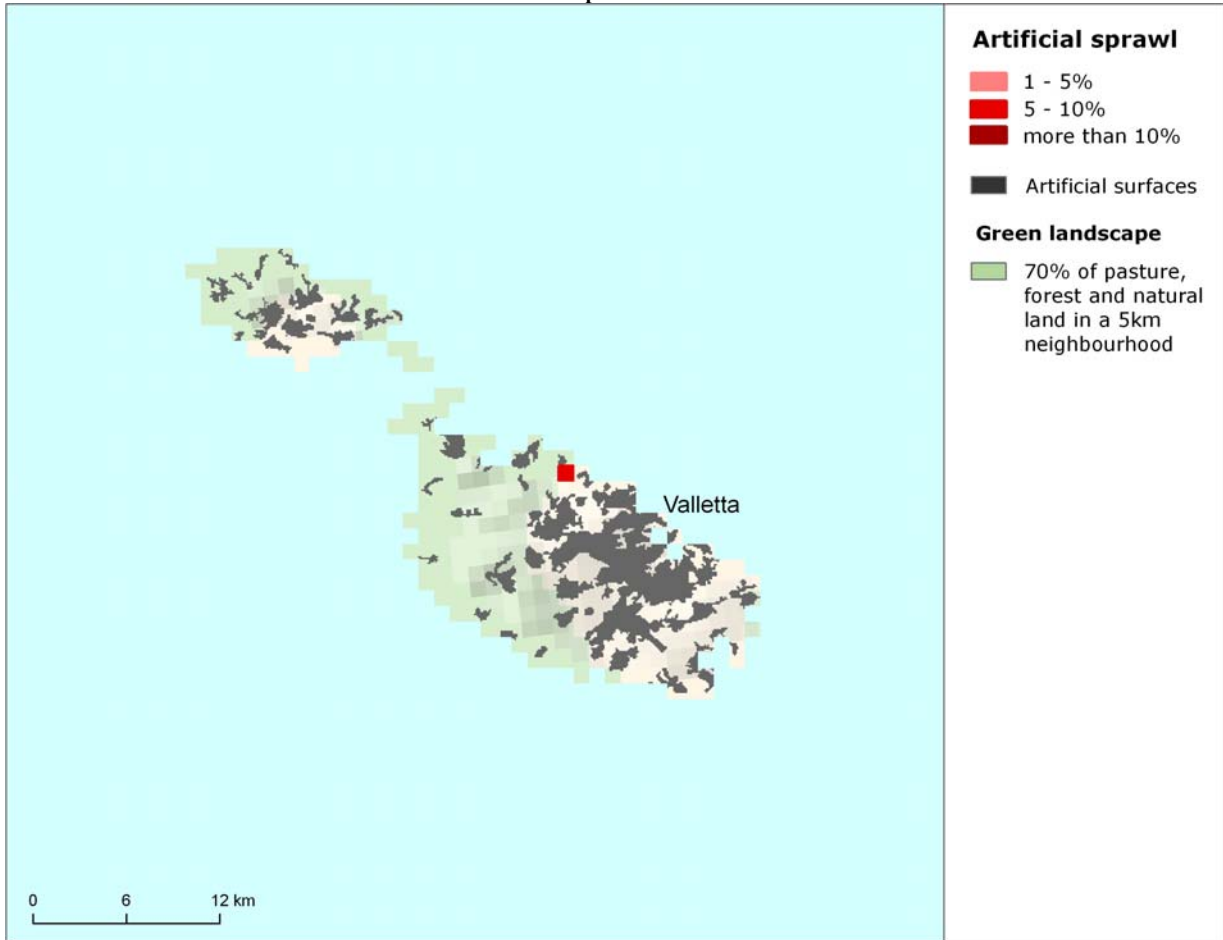 Artificial sprawl
1 - 5%
5 - 10%
more than 10%
Artificial surfaces
Green landscape
70% of pasture,
forest and natural
land in a 5km
neighbourhood
Valletta
0 6 12 km